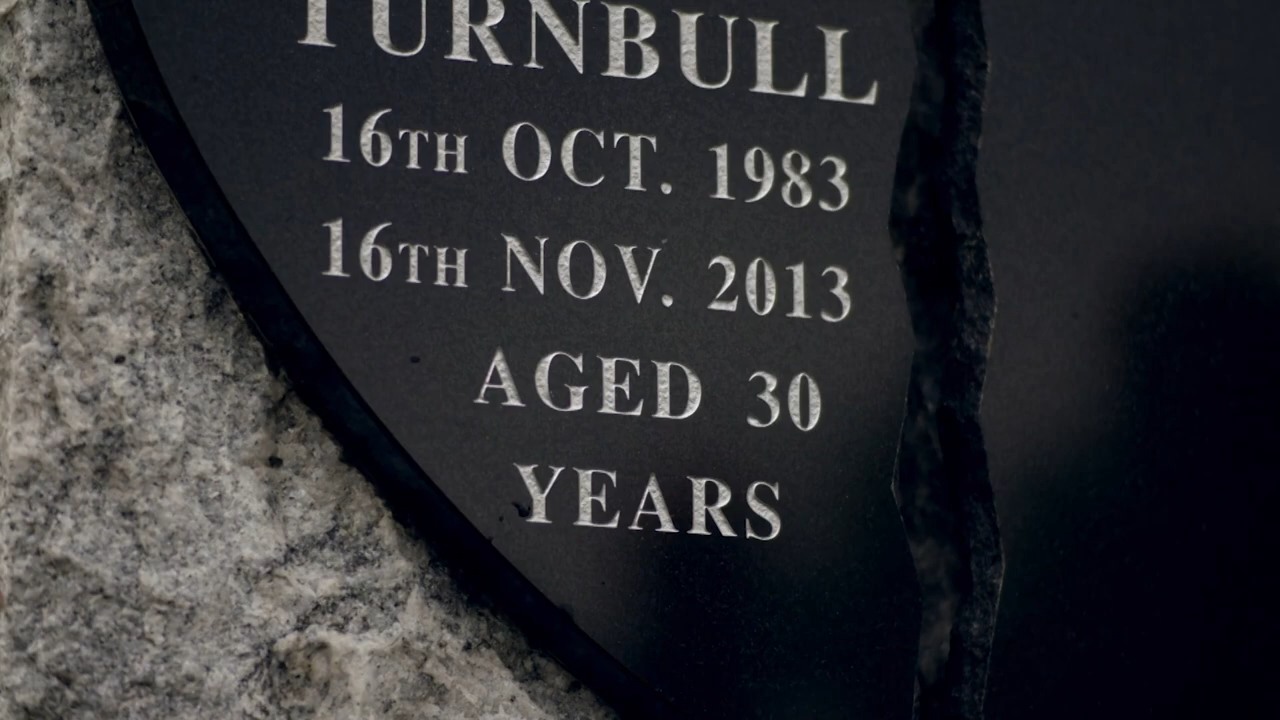 TURNBULL
16TH OCT. 1983
16TH NOV. 2013
AGED 30
YEARS